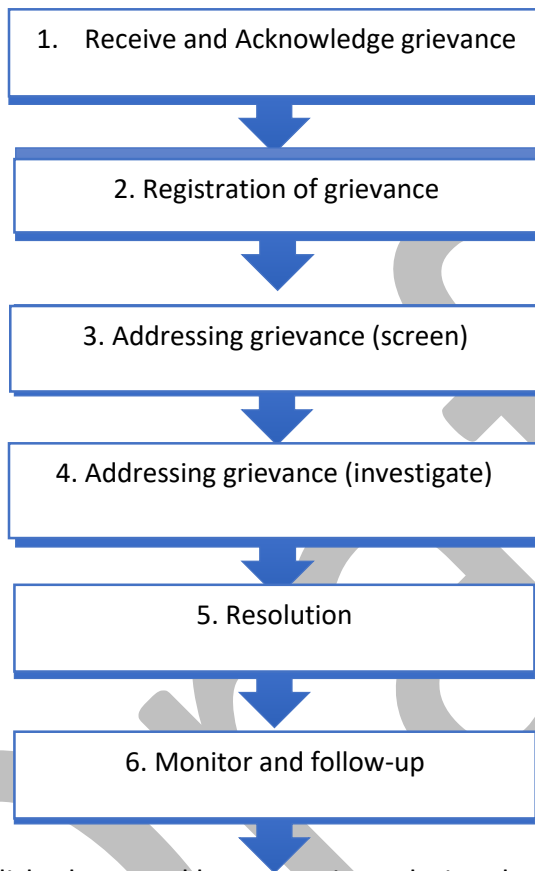 1. Receive and Acknowledge grievance
2. Registration of grievance
3. Addressing grievance (screen)
4. Addressing grievance (investigate)
5. Resolution
6. Monitor and follow-up